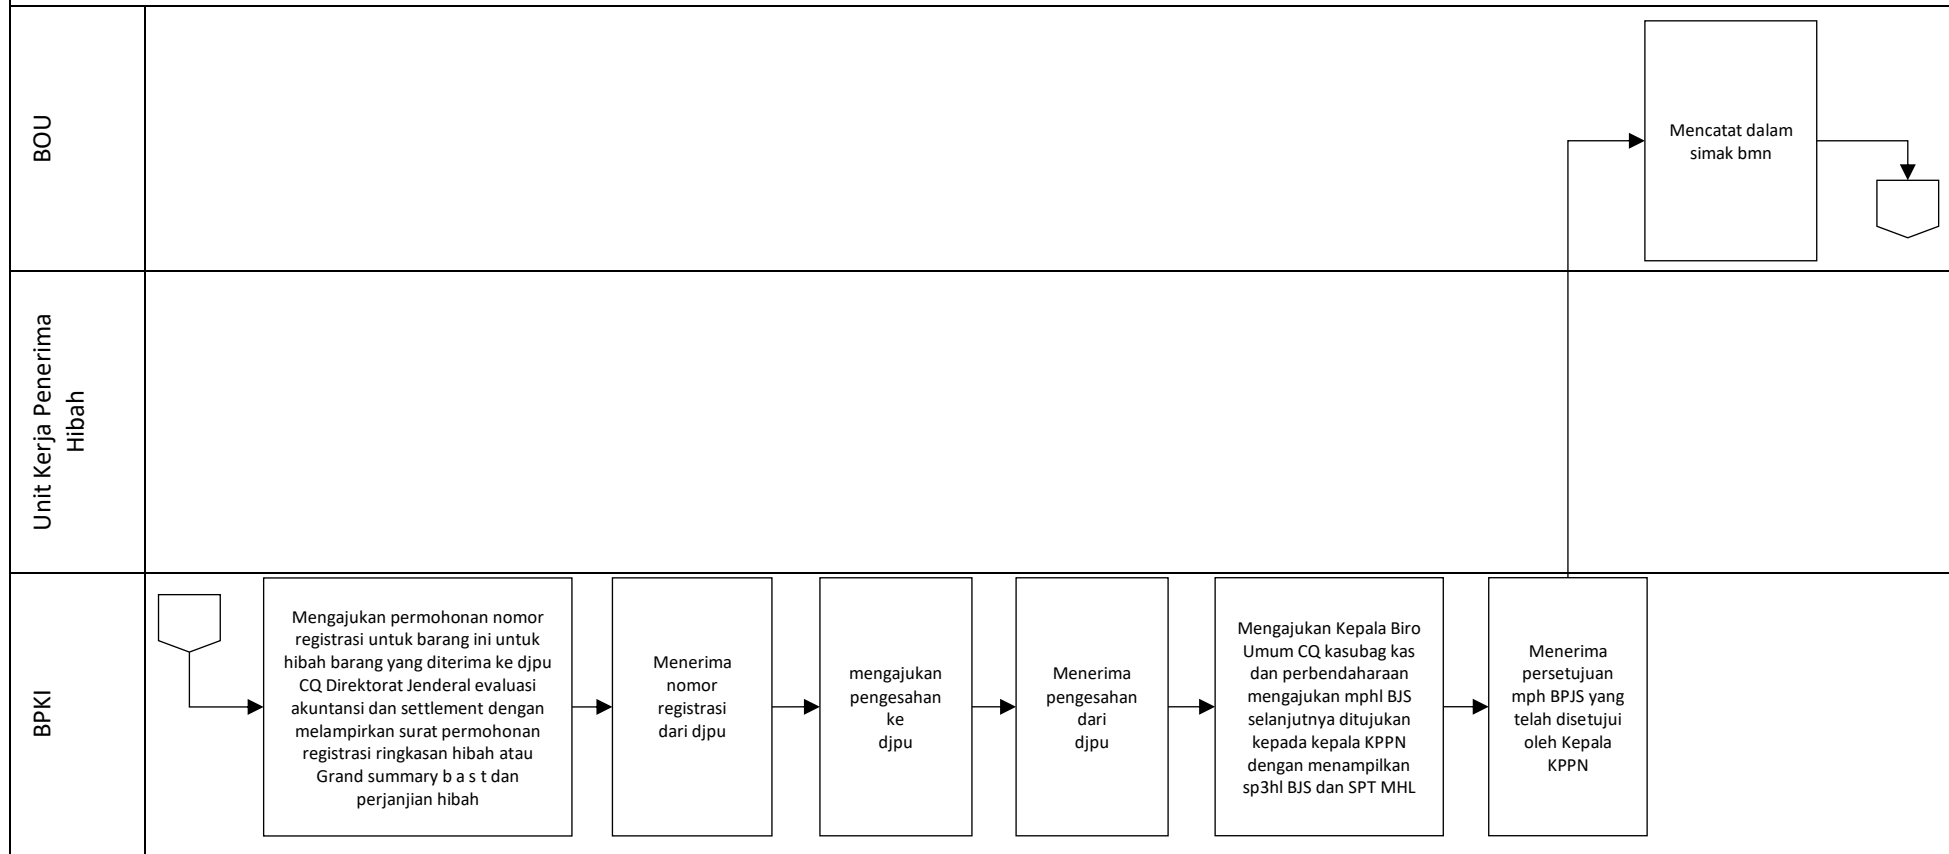 BOU
Mencatat dalam
simak bmn
Unit Kerja Penerima
Hibah
BPKI
Mengajukan permohonan nomor
registrasi untuk barang ini untuk
hibah barang yang diterima ke djpu
CQ Direktorat Jenderal evaluasi
akuntansi dan settlement dengan
melampirkan surat permohonan
registrasi ringkasan hibah atau
Grand summary b a s t dan
perjanjian hibah
Menerima
nomor
registrasi
dari djpu
mengajukan
pengesahan
ke
djpu
Menerima
pengesahan
dari
djpu
Mengajukan Kepala Biro
Umum CQ kasubag kas
dan perbendaharaan
mengajukan mphl BJS
selanjutnya ditujukan
kepada kepala KPPN
dengan menampilkan
sp3hl BJS dan SPT MHL
Menerima
persetujuan
mph BPJS yang
telah disetujui
oleh Kepala
KPPN